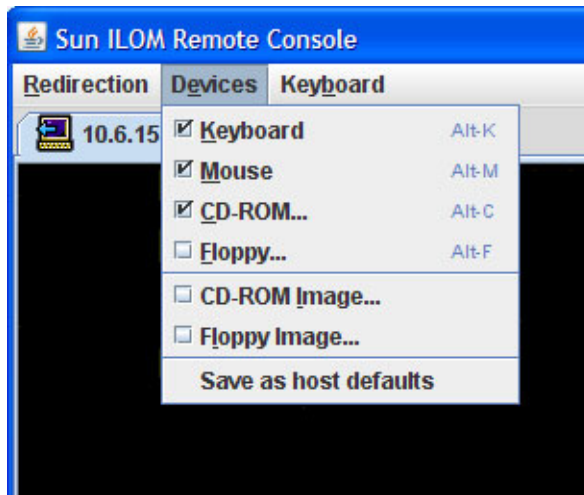 Sun ILOM Remote Console
Redirection Devices Keyboard
10.6.15
Keyboard Alt-K
Mouse Alt-M
CD-ROM... Alt-C
Floppy... Alt-F
CD-ROM Image...
Floppy Image...
Save as host defaults